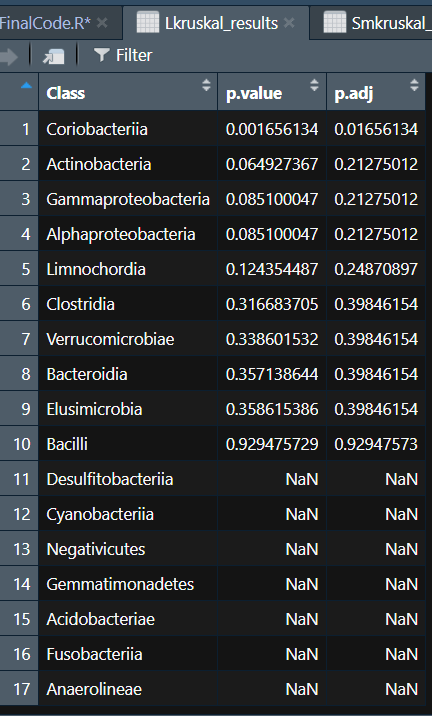 FinalCode.R* × Lkruskal_results × Smkruskal_
Filter
Class p.value p.adj
1 Coriobacteriia 0.001656134 0.01656134
2 Actinobacteria 0.064927367 0.21275012
3 Gammaproteobacteria 0.085100047 0.21275012
4 Alphaproteobacteria 0.085100047 0.21275012
5 Limnochordia 0.124354487 0.24870897
6 Clostridia 0.316683705 0.39846154
7 Verrucomicrobiae 0.338601532 0.39846154
8 Bacteroidia 0.357138644 0.39846154
9 Elusimicrobia 0.358615386 0.39846154
10 Bacilli 0.929475729 0.92947573
11 Desulfitobacteriia NaN NaN
12 Cyanobacteriia NaN NaN
13 Negativicutes NaN NaN
14 Gemmatimonadetes NaN NaN
15 Acidobacteriae NaN NaN
16 Fusobacteriia NaN NaN
17 Anaerolineae NaN NaN